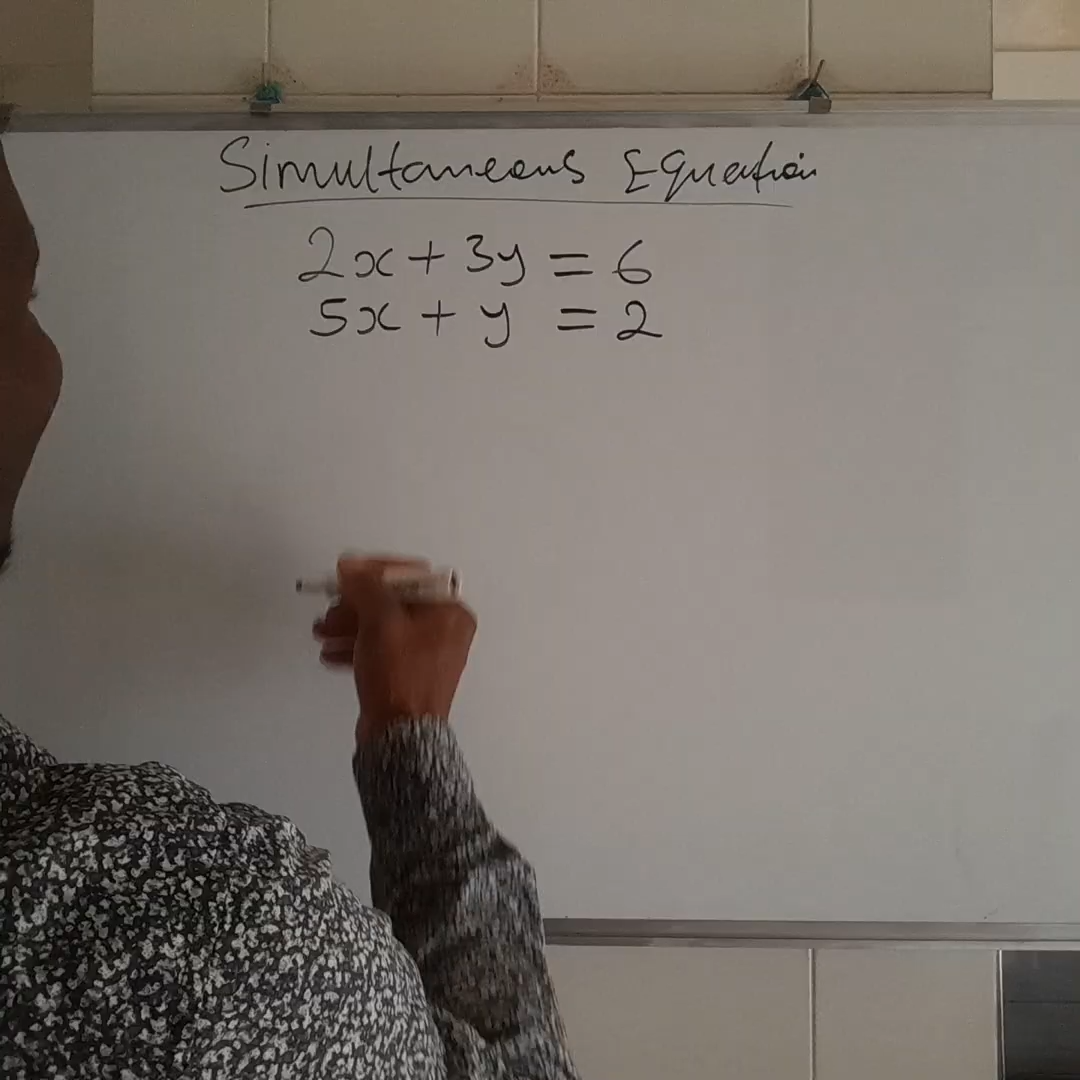 Simultaneous Equation
2x + 3y = 6
5x + y = 2